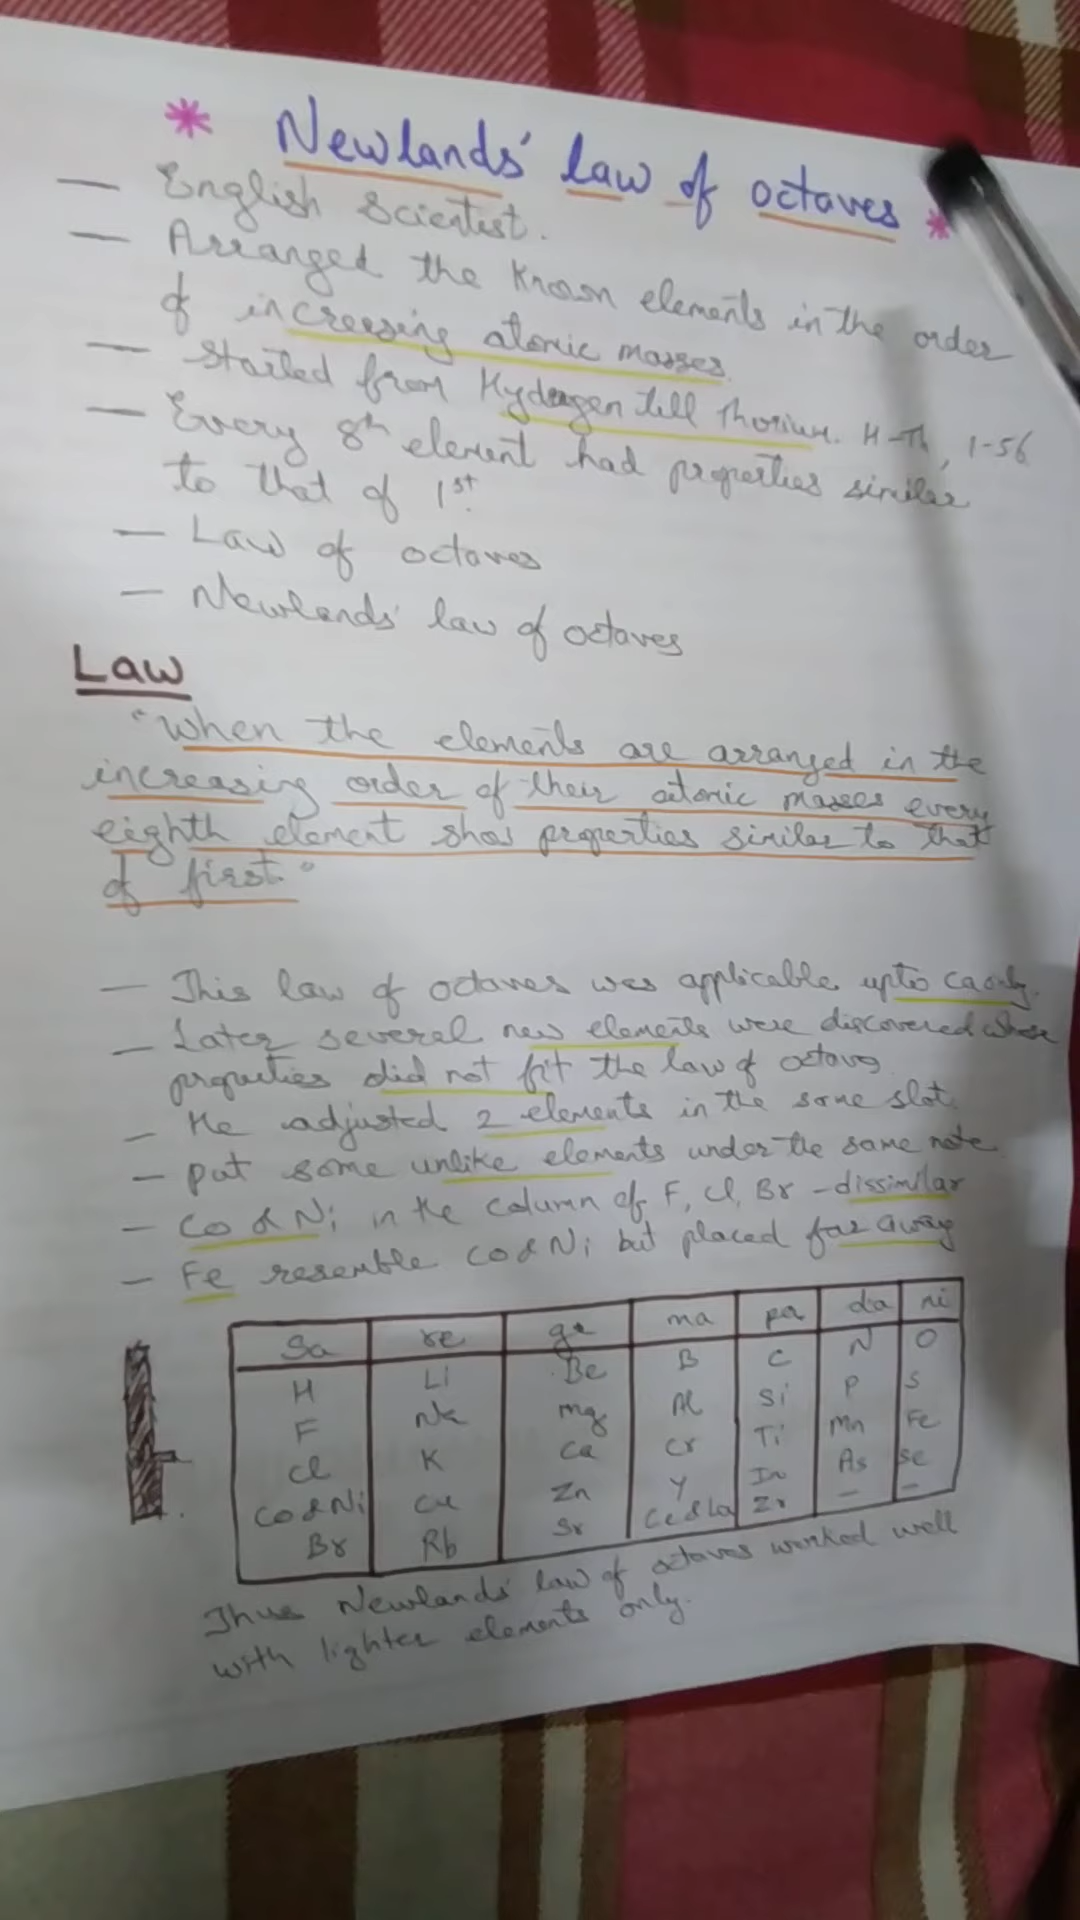 * Newlands' law of octaves *
— English Scientist.
— Arranged the known elements in the order
of increasing atomic masses.
— Started from Hydrogen till Thorium. H-Th, 1-56
— Every 8th element had properties similar
to that of 1st.
— Law of octaves
— Newlands' law of octaves
Law
"When the elements are arranged in the
increasing order of their atomic masses every
eighth element show properties similar to that
of first."
— This law of octaves was applicable upto Ca only.
— Later several new elements were discovered whose
properties did not fit the law of octave
— He adjusted 2 elements in the same slot.
— put some unlike elements under the same note.
— Co & Ni in the column of F, Cl, Br - dissimilar
— Fe resemble Co & Ni but placed far away
Sa re ga ma pa da ni
H Li Be B C N O
F Na Mg Al Si P S
Cl K Ca Cr Ti Mn Fe
Co & Ni Cu Zn Y In As Se
Br Rb Sr Ce & La Zr - -
Thus Newlands' law of octaves worked well
with lighter elements only.